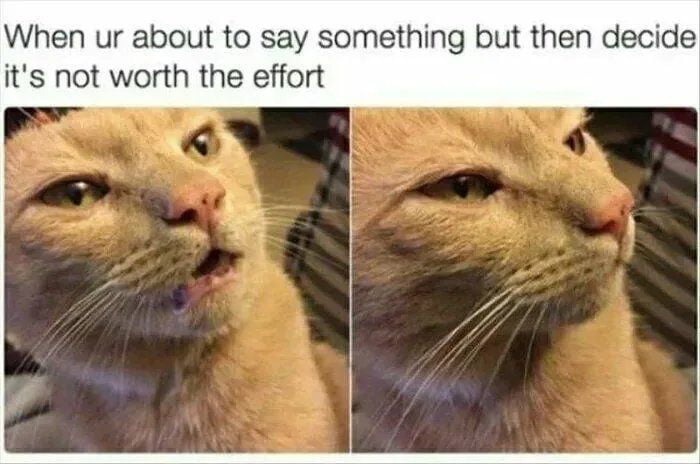 When ur about to say something but then decide
it's not worth the effort